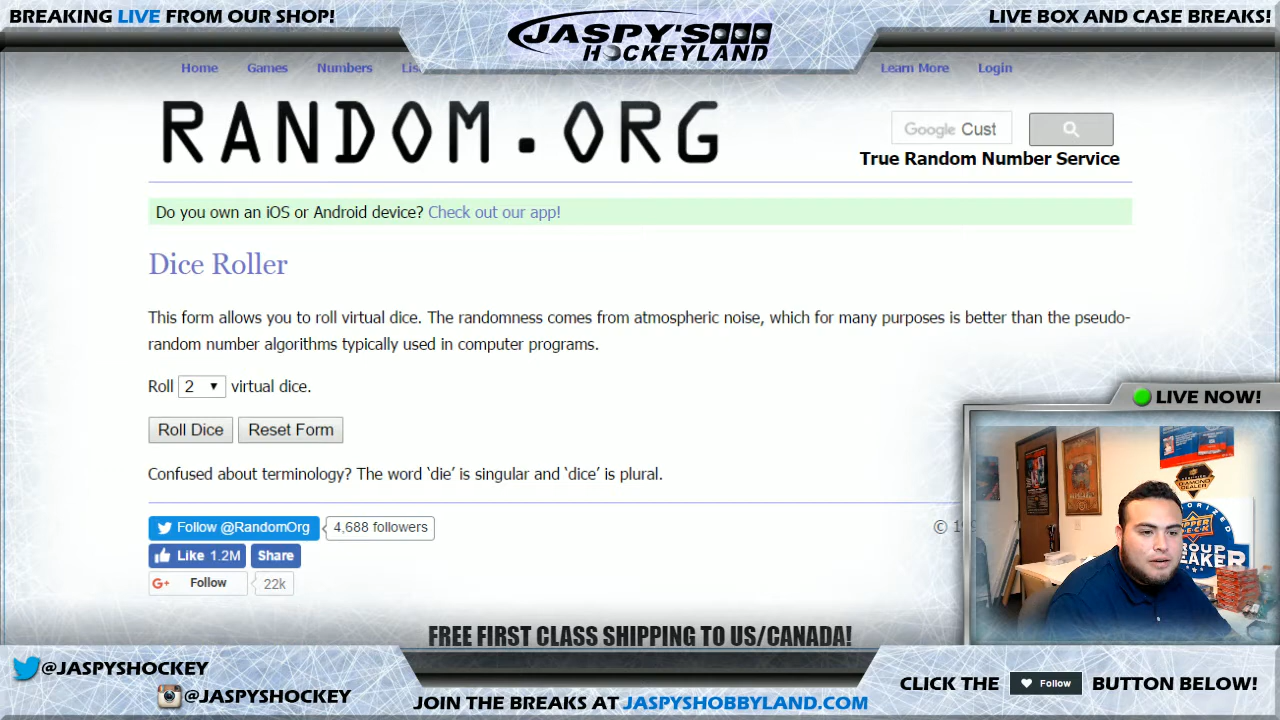 BREAKING LIVE FROM OUR SHOP!
JASPY'S
HOCKEYLAND
LIVE BOX AND CASE BREAKS!
Home Games Numbers Learn More Login
RANDOM.ORG
Google Cust
True Random Number Service
Do you own an iOS or Android device? Check out our app!
Dice Roller
This form allows you to roll virtual dice. The randomness comes from atmospheric noise, which for many purposes is better than the pseudo-
random number algorithms typically used in computer programs.
Roll 2 virtual dice.
Roll Dice Reset Form
Confused about terminology? The word ‘die’ is singular and ‘dice’ is plural.
Follow @RandomOrg 4,688 followers
Like 1.2M Share
G+ Follow 22k
©
LIVE NOW!
DIAMOND
DEALER
UPPER
DECK
FREE FIRST CLASS SHIPPING TO US/CANADA!
@JASPYSHOCKEY
@JASPYSHOCKEY
JOIN THE BREAKS AT JASPYSHOBBYLAND.COM
CLICK THE Follow BUTTON BELOW!